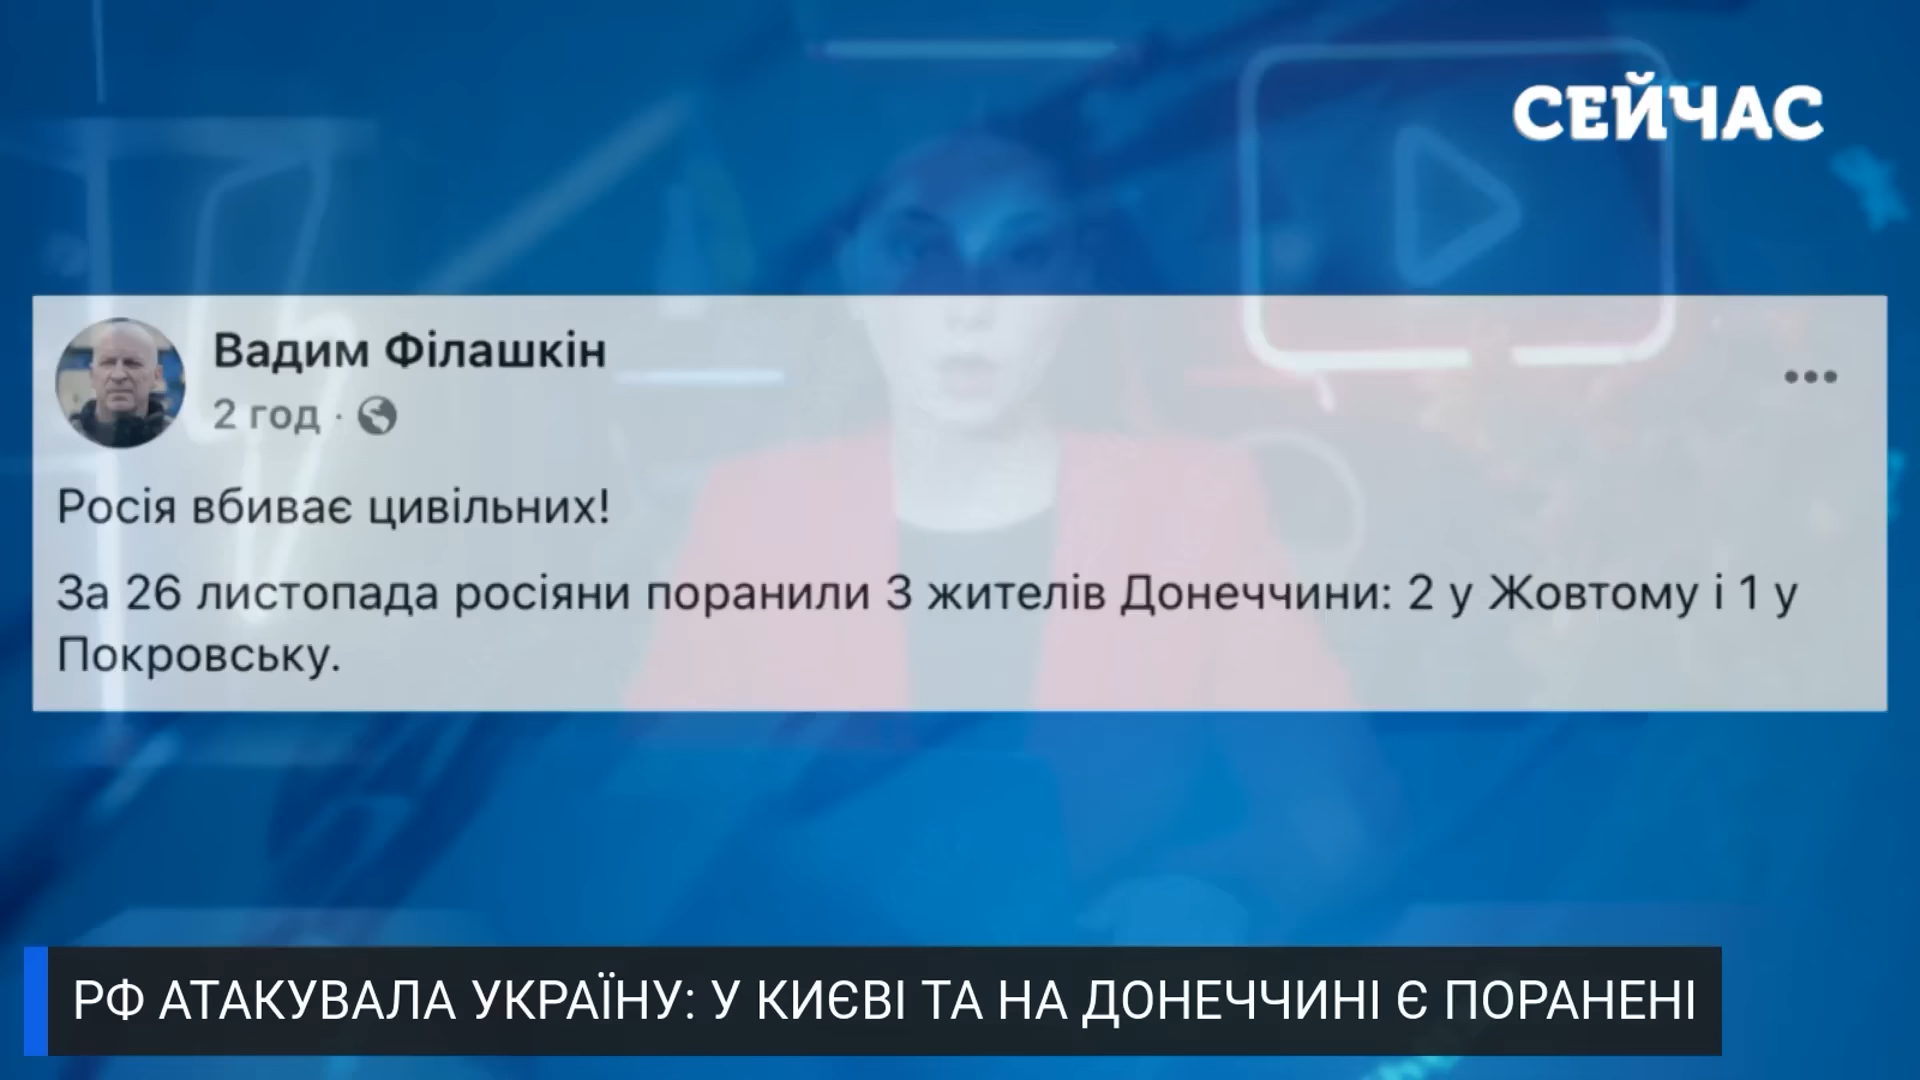 СЕЙЧАС
Вадим Філашкін
2 год ·
Росія вбиває цивільних!
За 26 листопада росіяни поранили 3 жителів Донеччини: 2 у Жовтому і 1 у
Покровську.
РФ АТАКУВАЛА УКРАЇНУ: У КИЄВІ ТА НА ДОНЕЧЧИНІ Є ПОРАНЕНІ